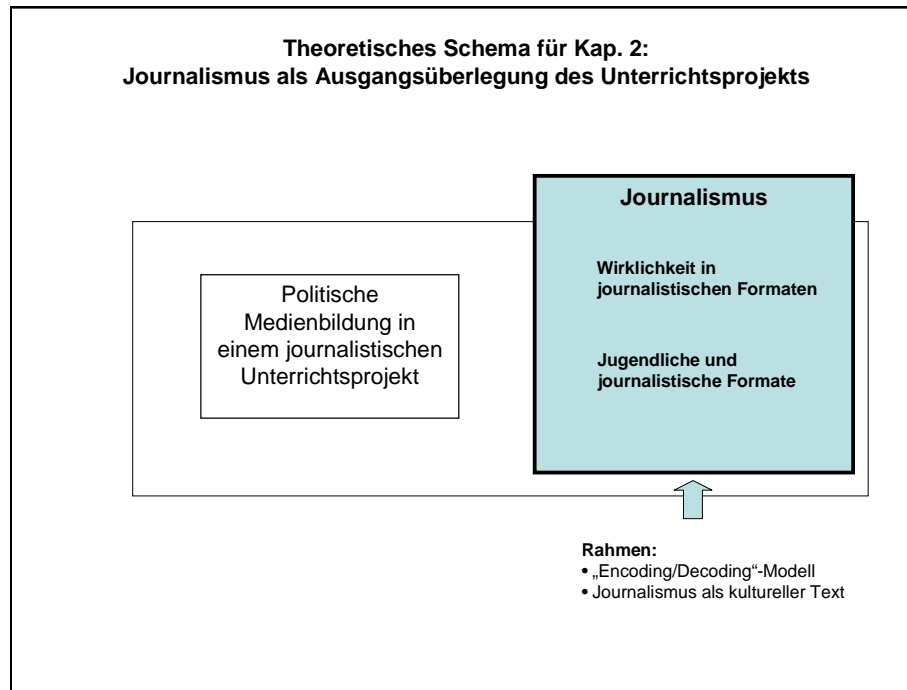 Theoretisches Schema für Kap. 2:
Journalismus als Ausgangsüberlegung des Unterrichtsprojekts
Politische
Medienbildung in
einem journalistischen
Unterrichtsprojekt
Journalismus
Wirklichkeit in
journalistischen Formaten
Jugendliche und
journalistische Formate
Rahmen:
• „Encoding/Decoding“-Modell
• Journalismus als kultureller Text